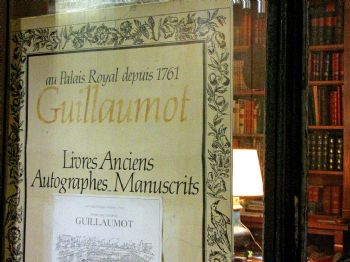 au Palais Royal depuis 1761
Guillaumot
Livres Anciens
Autographes. Manuscrits
GUILLAUMOT